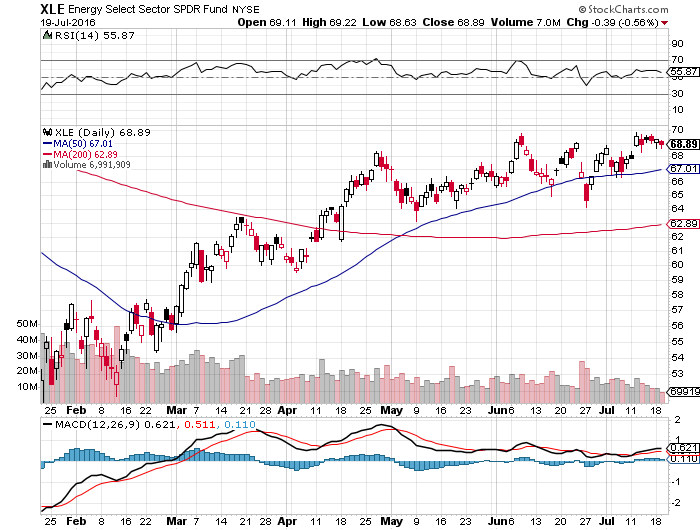 XLE Energy Select Sector SPDR Fund NYSE © StockCharts.com
19-Jul-2016 Open 69.11 High 69.22 Low 68.63 Close 68.89 Volume 7.0M Chg -0.39 (-0.56%)
RSI(14) 55.87
90
70
55.87
50
30
10
XLE (Daily) 68.89
MA(50) 67.01
MA(200) 62.89
Volume 6,991,909
70
68.89
68
67.01
66
65
64
62.89
62
61
60
59
58
57
56
55
54
53
50M
40M
30M
20M
10M
69919
25 Feb 8 16 22 Mar 7 14 21 28 Apr 11 18 25 May 9 16 23 Jun 6 13 20 27 Jul 11 18
MACD(12,26,9) 0.621, 0.511, 0.110
2
1
0.621
0.110
-1
-2
25 Feb 8 16 22 Mar 7 14 21 28 Apr 11 18 25 May 9 16 23 Jun 6 13 20 27 Jul 11 18